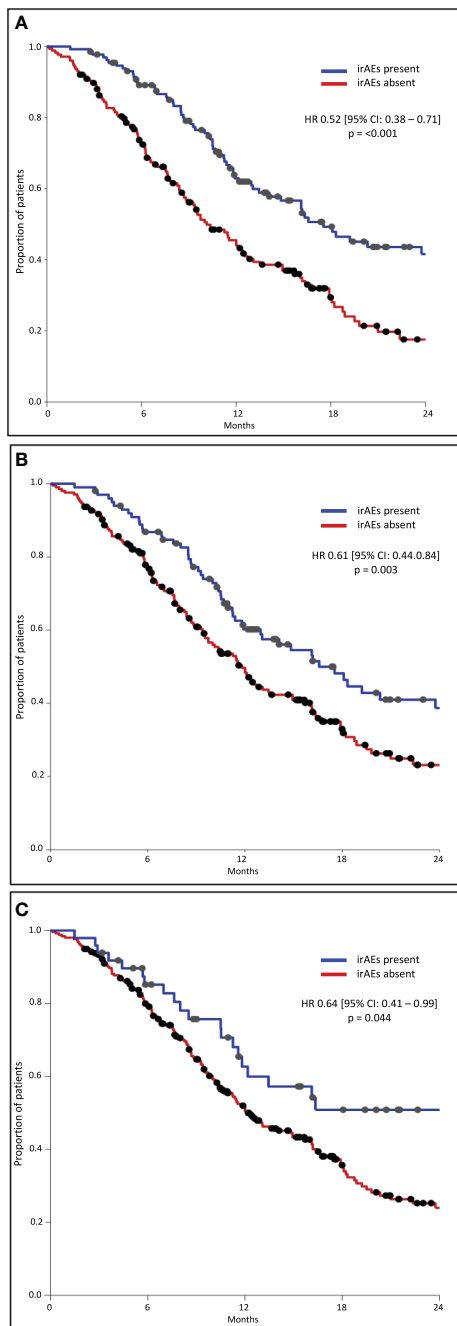 A
1.0
0.8
0.6
0.4
0.2
0.0
Proportion of patients
irAEs present
irAEs absent
HR 0.52 [95% CI: 0.38 – 0.71]
p = <0.001
0
6
12
18
24
Months
B
1.0
0.8
0.6
0.4
0.2
0.0
Proportion of patients
irAEs present
irAEs absent
HR 0.61 [95% CI: 0.44.0.84]
p = 0.003
0
6
12
18
24
Months
C
1.0
0.8
0.6
0.4
0.2
0.0
Proportion of patients
irAEs present
irAEs absent
HR 0.64 [95% CI: 0.41 – 0.99]
p = 0.044
0
6
12
18
24
Months